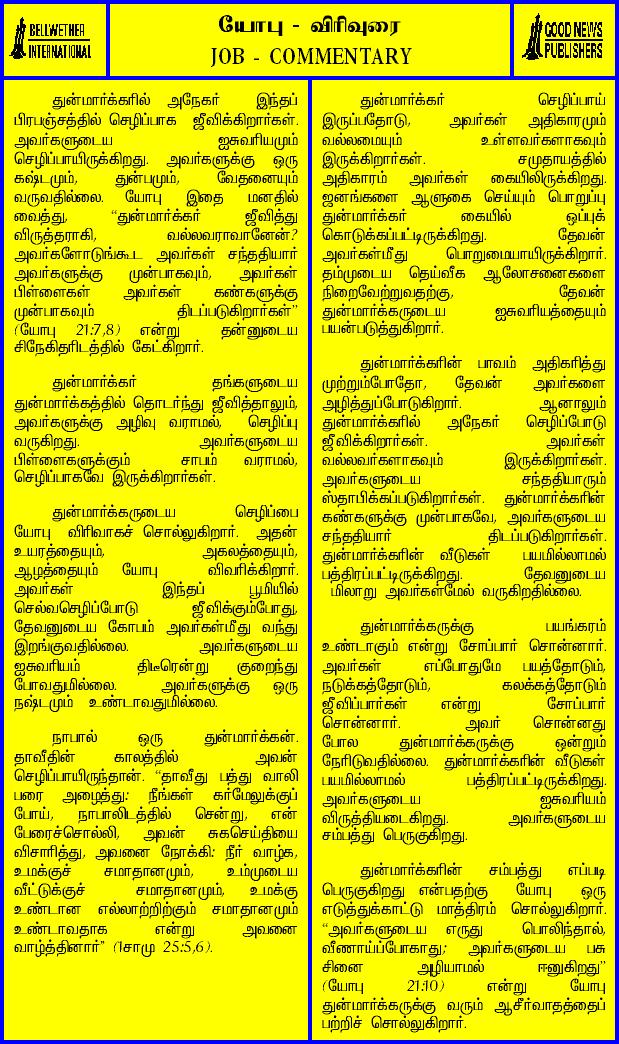 BELLWETHER
INTERNATIONAL
யோபு - விரிவுரை
JOB - COMMENTARY
GOOD NEWS
PUBLISHERS
துன்மார்க்கரில் அநேகர் இந்தப்
பிரபஞ்சத்தில் செழிப்பாக ஜீவிக்கிறார்கள்.
அவர்களுடைய ஐசுவரியமும்
செழிப்பாயிருக்கிறது. அவர்களுக்கு ஒரு
கஷ்டமும், துன்பமும், வேதனையும்
வருவதில்லை. யோபு இதை மனதில்
வைத்து, “துன்மார்க்கர் ஜீவித்து
விருத்தராகி, வல்லவராவானேன்?
அவர்களோடுங்கூட அவர்கள் சந்ததியார்
அவர்களுக்கு முன்பாகவும், அவர்கள்
பிள்ளைகள் அவர்கள் கண்களுக்கு
முன்பாகவும் திடப்படுகிறார்கள்”
(யோபு 21:7,8) என்று தன்னுடைய
சிநேகிதரிடத்தில் கேட்கிறார்.
துன்மார்க்கர் தங்களுடைய
துன்மார்க்கத்தில் தொடர்ந்து ஜீவித்தாலும்,
அவர்களுக்கு அழிவு வராமல், செழிப்பு
வருகிறது. அவர்களுடைய
பிள்ளைகளுக்கும் சாபம் வராமல்,
செழிப்பாகவே இருக்கிறார்கள்.
துன்மார்க்கருடைய செழிப்பை
யோபு விரிவாகச் சொல்லுகிறார். அதன்
உயரத்தையும், அகலத்தையும்,
ஆழத்தையும் யோபு விவரிக்கிறார்.
அவர்கள் இந்தப் பூமியில்
செல்வசெழிப்போடு ஜீவிக்கும்போது,
தேவனுடைய கோபம் அவர்கள்மீது வந்து
இறங்குவதில்லை. அவர்களுடைய
ஐசுவரியம் திடீரென்று குறைந்து
போவதுமில்லை. அவர்களுக்கு ஒரு
நஷ்டமும் உண்டாவதுமில்லை.
நாபால் ஒரு துன்மார்க்கன்.
தாவீதின் காலத்தில் அவன்
செழிப்பாயிருந்தான். “தாவீது பத்து வாலி
பரை அழைத்து: நீங்கள் கர்மேலுக்குப்
போய், நாபாலிடத்தில் சென்று, என்
பேரைச்சொல்லி, அவன் சுகசெய்தியை
விசாரித்து, அவனை நோக்கி: நீர் வாழ்க,
உமக்குச் சமாதானமும், உம்முடைய
வீட்டுக்குச் சமாதானமும், உமக்கு
உண்டான எல்லாற்றிற்கும் சமாதானமும்
உண்டாவதாக என்று அவனை
வாழ்த்தினார்” (1சாமு 25:5,6).
துன்மார்க்கர் செழிப்பாய்
இருப்பதோடு, அவர்கள் அதிகாரமும்
வல்லமையும் உள்ளவர்களாகவும்
இருக்கிறார்கள். சமுதாயத்தில்
அதிகாரம் அவர்கள் கையிலிருக்கிறது.
ஜனங்களை ஆளுகை செய்யும் பொறுப்பு
துன்மார்க்கர் கையில் ஒப்புக்
கொடுக்கப்பட்டிருக்கிறது. தேவன்
அவர்கள்மீது பொறுமையாயிருக்கிறார்.
தம்முடைய தெய்வீக ஆலோசனைகளை
நிறைவேற்றுவதற்கு, தேவன்
துன்மார்க்கருடைய ஐசுவரியத்தையும்
பயன்படுத்துகிறார்.
துன்மார்க்கரின் பாவம் அதிகரித்து
முற்றும்போதோ, தேவன் அவர்களை
அழித்துப்போடுகிறார். ஆனாலும்
துன்மார்க்கரில் அநேகர் செழிப்போடு
ஜீவிக்கிறார்கள். அவர்கள்
வல்லவர்களாகவும் இருக்கிறார்கள்.
அவர்களுடைய சந்ததியாரும்
ஸ்தாபிக்கப்படுகிறார்கள். துன்மார்க்கரின்
கண்களுக்கு முன்பாகவே, அவர்களுடைய
சந்ததியார் திடப்படுகிறார்கள்.
துன்மார்க்கரின் வீடுகள் பயமில்லாமல்
பத்திரப்பட்டிருக்கிறது. தேவனுடைய
மிலாறு அவர்கள்மேல் வருகிறதில்லை.
துன்மார்க்கருக்கு பயங்கரம்
உண்டாகும் என்று சோப்பார் சொன்னார்.
அவர்கள் எப்போதுமே பயத்தோடும்,
நடுக்கத்தோடும், கலக்கத்தோடும்
ஜீவிப்பார்கள் என்று சோப்பார்
சொன்னார். அவர் சொன்னது
போல துன்மார்க்கருக்கு ஒன்றும்
நேரிடுவதில்லை. துன்மார்க்கரின் வீடுகள்
பயமில்லாமல் பத்திரப்பட்டிருக்கிறது.
அவர்களுடைய ஐசுவரியம்
விருத்தியடைகிறது. அவர்களுடைய
சம்பத்து பெருகுகிறது.
துன்மார்க்கரின் சம்பத்து எப்படி
பெருகுகிறது என்பதற்கு யோபு ஒரு
எடுத்துக்காட்டு மாத்திரம் சொல்லுகிறார்.
“அவர்களுடைய எருது பொலிந்தால்,
வீணாய்ப்போகாது; அவர்களுடைய பசு
சினை அழியாமல் ஈனுகிறது”
(யோபு 21:10) என்று யோபு
துன்மார்க்கருக்கு வரும் ஆசீர்வாதத்தைப்
பற்றிச் சொல்லுகிறார்.